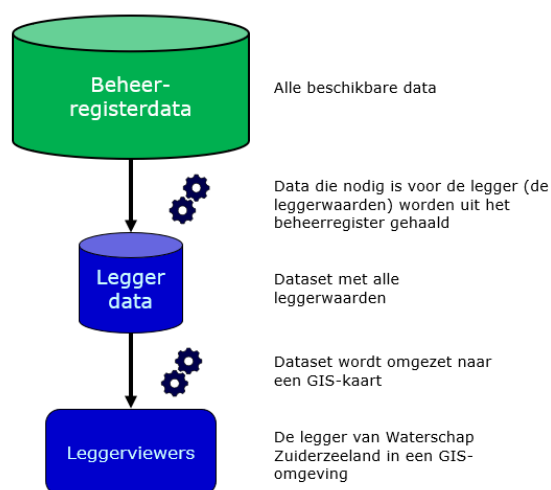 Beheer-
registerdata
Alle beschikbare data
Data die nodig is voor de legger (de
leggerwaarden) worden uit het
beheerregister gehaald
Legger
data
Dataset met alle
leggerwaarden
Dataset wordt omgezet naar
een GIS-kaart
Leggerviewers
De legger van Waterschap
Zuiderzeeland in een GIS-
omgeving